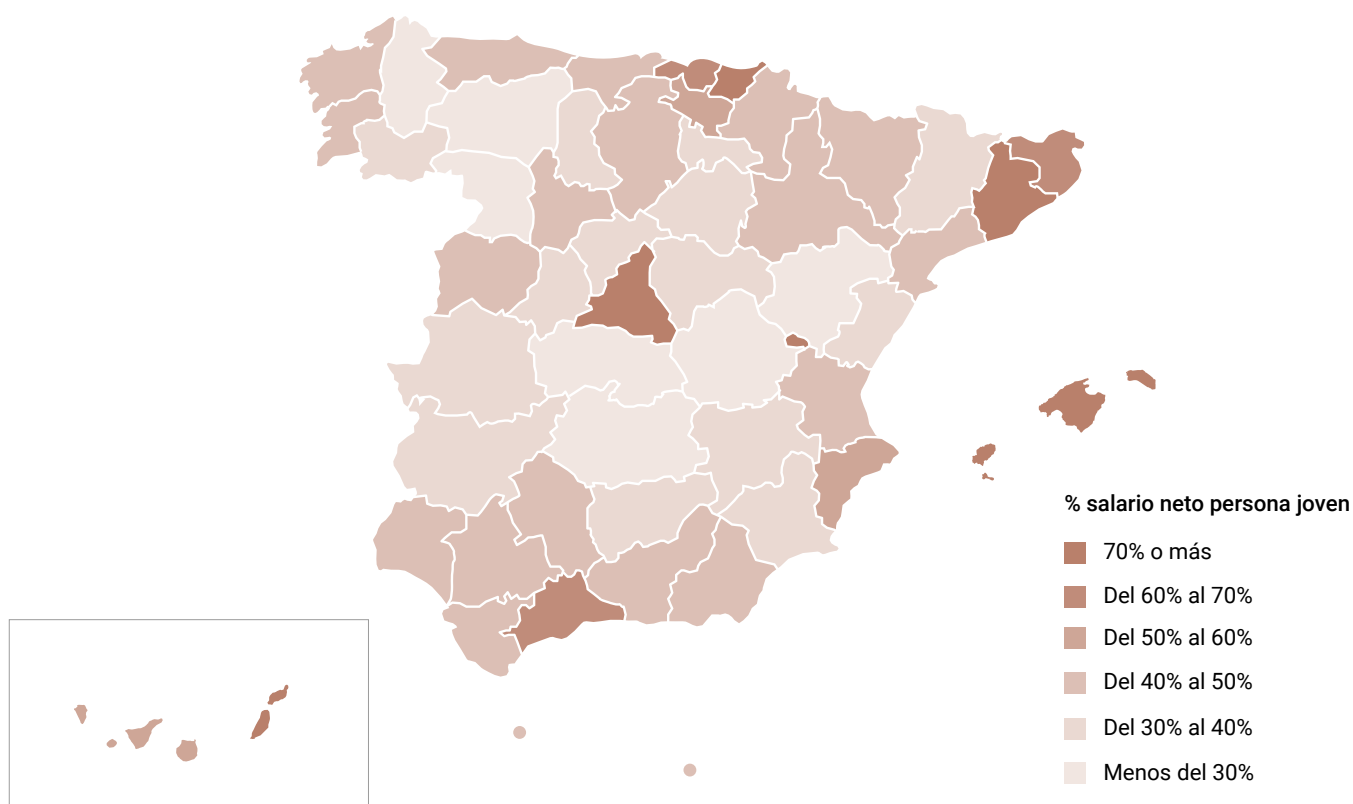 % salario neto persona joven
70% o más
Del 60% al 70%
Del 50% al 60%
Del 40% al 50%
Del 30% al 40%
Menos del 30%